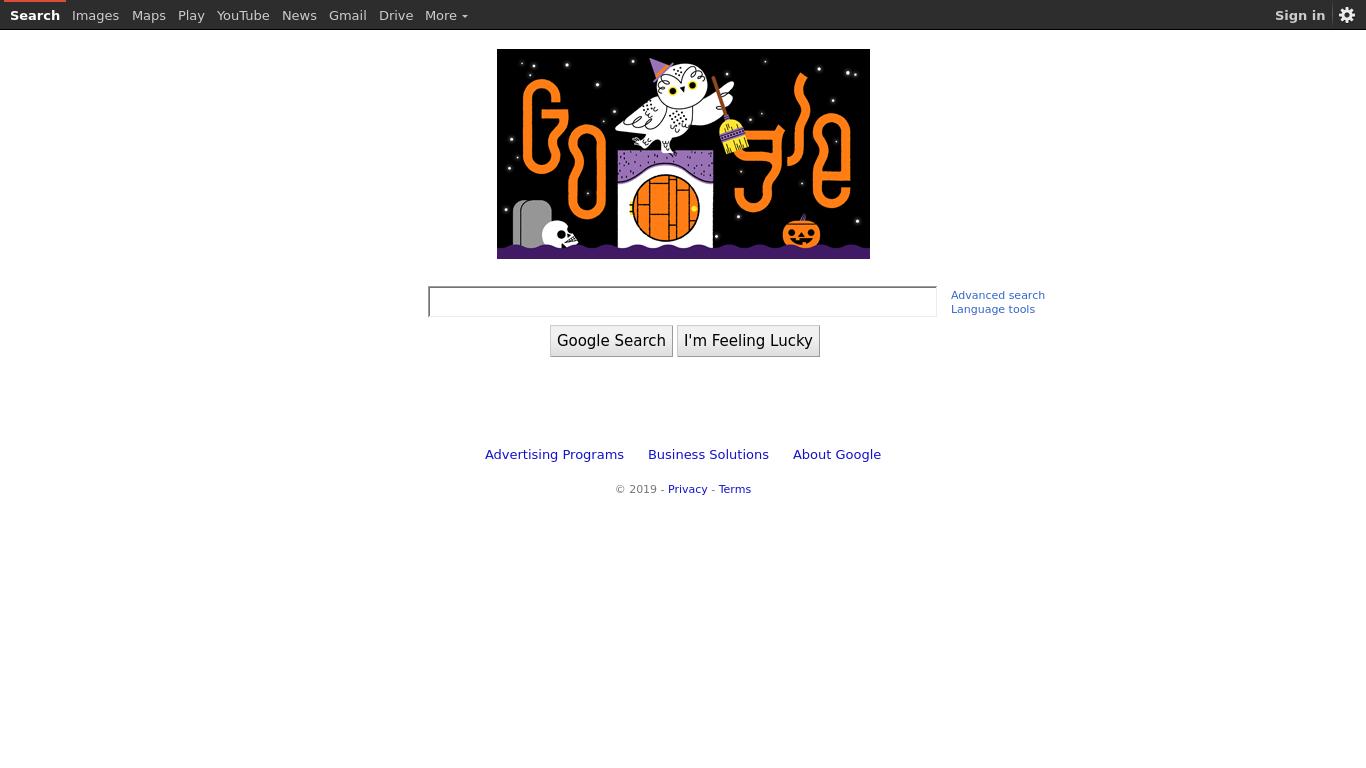 Search Images Maps Play YouTube News Gmail Drive More Sign in
Google
Advanced search
Language tools
Google Search I'm Feeling Lucky
Advertising Programs Business Solutions About Google
© 2019 - Privacy - Terms